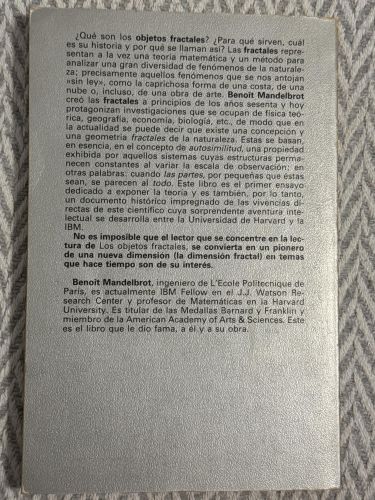 ¿Qué son los objetos fractales? ¿Para qué sirven, cuál
es su historia y por qué se llaman así? Las fractales repre-
sentan a la vez una teoría matemática y un método para
analizar una gran diversidad de fenómenos de la naturale-
za; precisamente aquellos fenómenos que se nos antojan
«sin ley», como la caprichosa forma de una costa, de una
nube o, incluso, de una obra de arte. Benoît Mandelbrot
creó las fractales a principios de los años sesenta y hoy
protagonizan investigaciones que se ocupan de física teó-
rica, geografía, economía, biología, etc., de modo que en
la actualidad se puede decir que existe una concepción y
una geometría fractales de la naturaleza. Éstas se basan,
en esencia, en el concepto de autosimilitud, una propiedad
exhibida por aquellos sistemas cuyas estructuras perma-
necen constantes al variar la escala de observación; en
otras palabras: cuando las partes, por pequeñas que éstas
sean, se parecen al todo. Este libro es el primer ensayo
dedicado a exponer la teoría y es también, por lo tanto,
un documento histórico impregnado de las vivencias di-
rectas de este científico cuya sorprendente aventura inte-
lectual se desarrolla entre la Universidad de Harvard y la
IBM.
No es imposible que el lector que se concentre en la lec-
tura de Los objetos fractales, se convierta en un pionero
de una nueva dimensión (la dimensión fractal) en temas
que hace tiempo son de su interés.
Benoît Mandelbrot, ingeniero de L'Ecole Politecnique de
París, es actualmente IBM Fellow en el J.J. Watson Re-
search Center y profesor de Matemáticas en la Harvard
University. Es titular de las Medallas Barnard y Franklin y
miembro de la American Academy of Arts & Sciences. Éste
es el libro que le dio fama, a él y a su obra.